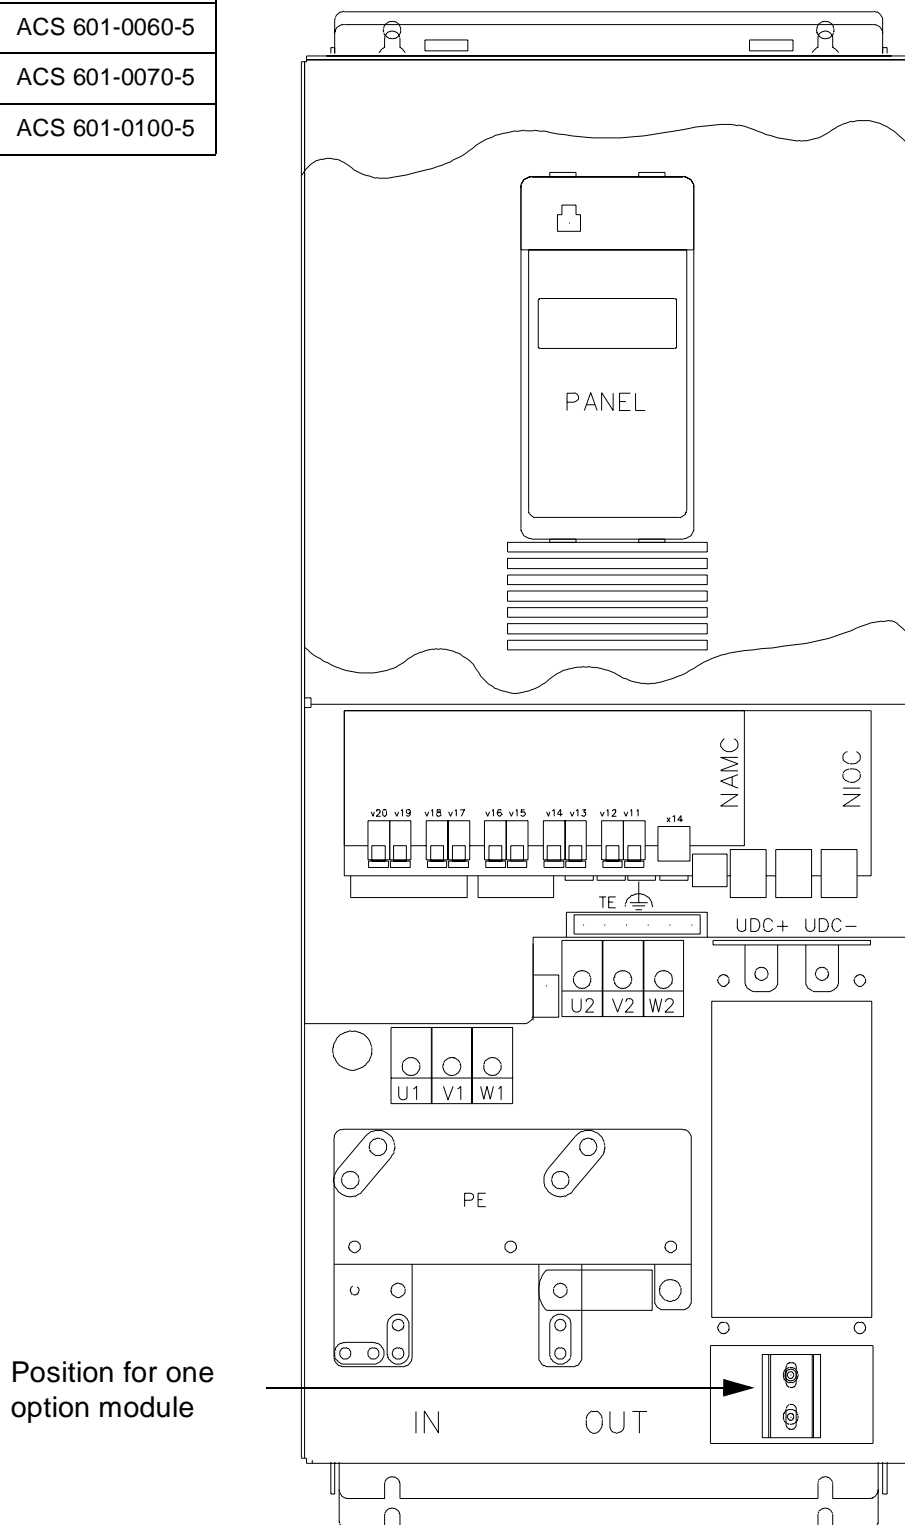 ACS 601-0060-5
ACS 601-0070-5
ACS 601-0100-5
PANEL
NAMC
NIOC
v20 v19 v18 v17 v16 v15 v14 v13 v12 v11 x14
TE
UDC+ UDC-
U2 V2 W2
U1 V1 W1
PE
Position for one
option module
IN OUT